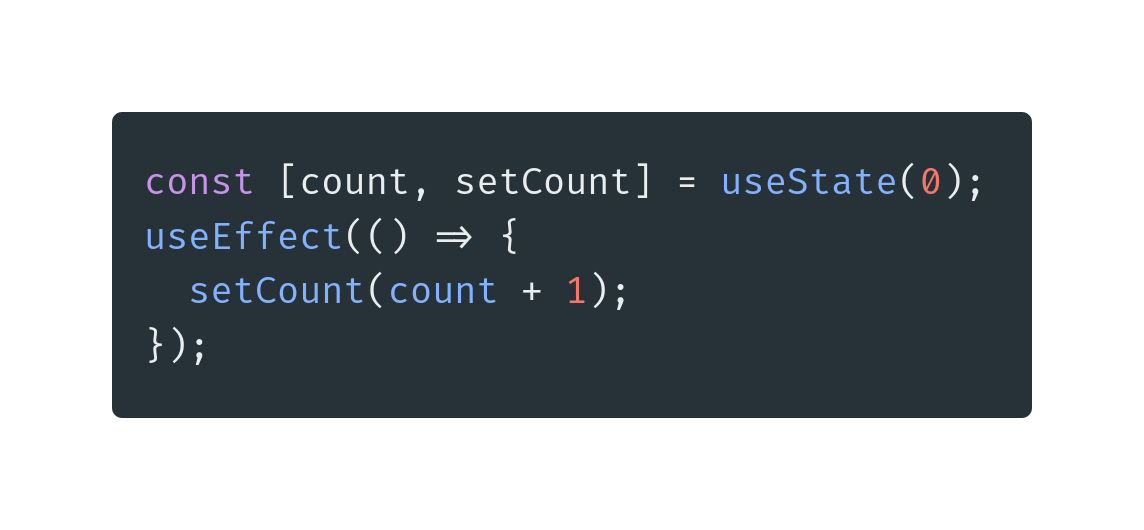 const [count, setCount] = useState(0);
useEffect(() => {
  setCount(count + 1);
});